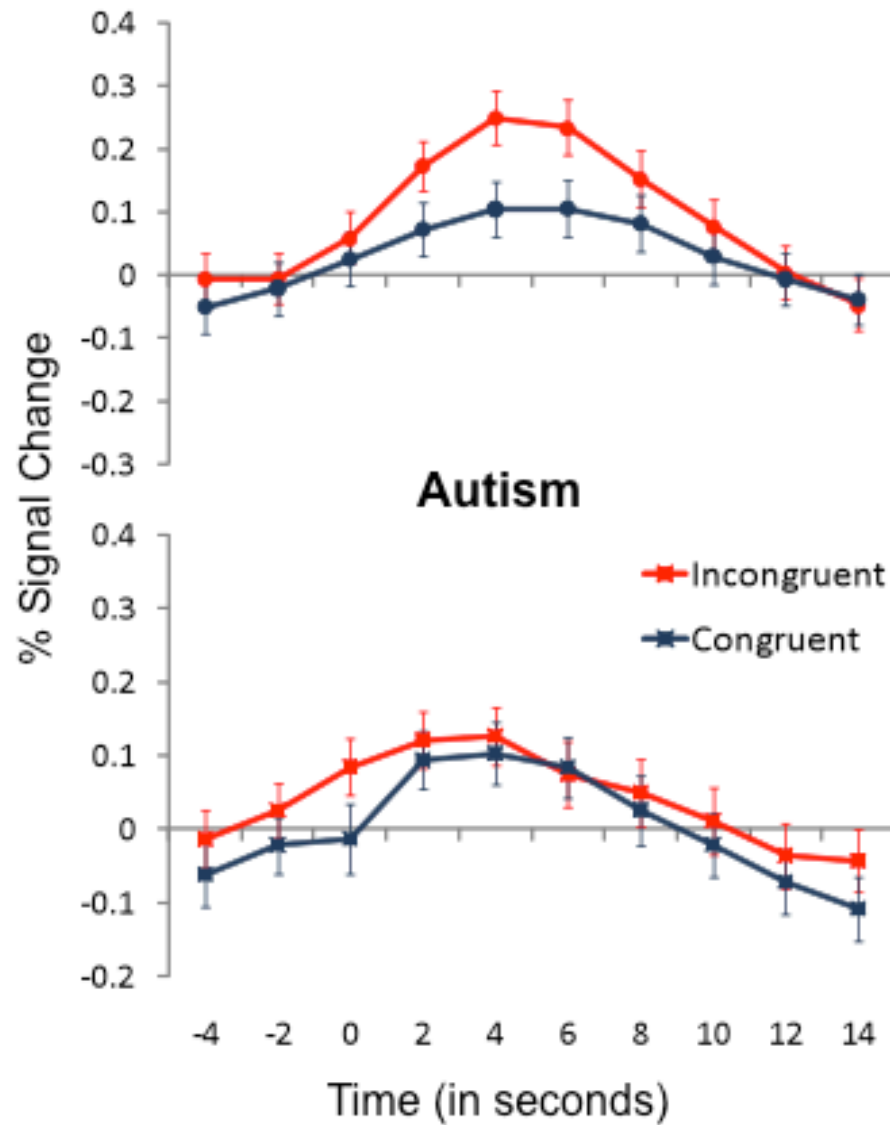 0.4
0.3
0.2
0.1
0
-0.1
-0.2
-0.3
% Signal Change
Autism
0.4
0.3
0.2
0.1
0
-0.1
-0.2
Incongruent
Congruent
-4 -2 0 2 4 6 8 10 12 14
Time (in seconds)